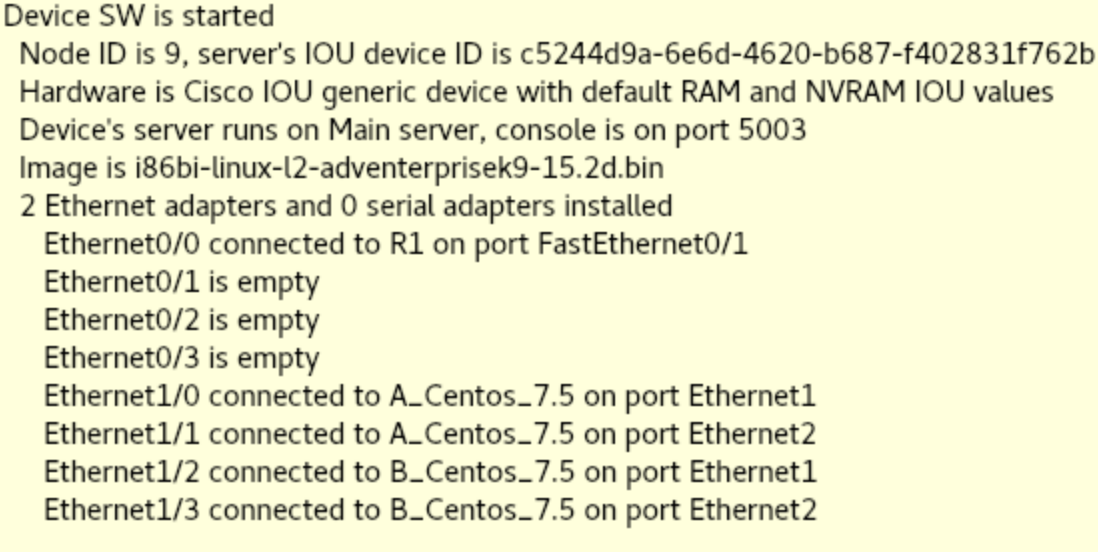 Device SW is started
Node ID is 9, server's IOU device ID is c5244d9a-6e6d-4620-b687-f402831f762b
Hardware is Cisco IOU generic device with default RAM and NVRAM IOU values
Device's server runs on Main server, console is on port 5003
Image is i86bi-linux-l2-adventerprisek9-15.2d.bin
2 Ethernet adapters and 0 serial adapters installed
Ethernet0/0 connected to R1 on port FastEthernet0/1
Ethernet0/1 is empty
Ethernet0/2 is empty
Ethernet0/3 is empty
Ethernet1/0 connected to A_Centos_7.5 on port Ethernet1
Ethernet1/1 connected to A_Centos_7.5 on port Ethernet2
Ethernet1/2 connected to B_Centos_7.5 on port Ethernet1
Ethernet1/3 connected to B_Centos_7.5 on port Ethernet2